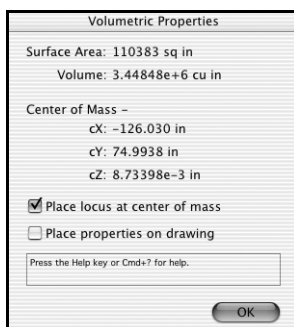 Volumetric Properties
Surface Area: 110383 sq in
Volume: 3.44848e+6 cu in
Center of Mass –
cX: -126.030 in
cY: 74.9938 in
cZ: 8.73398e-3 in
Place locus at center of mass
Place properties on drawing
Press the Help key or Cmd+? for help.
OK